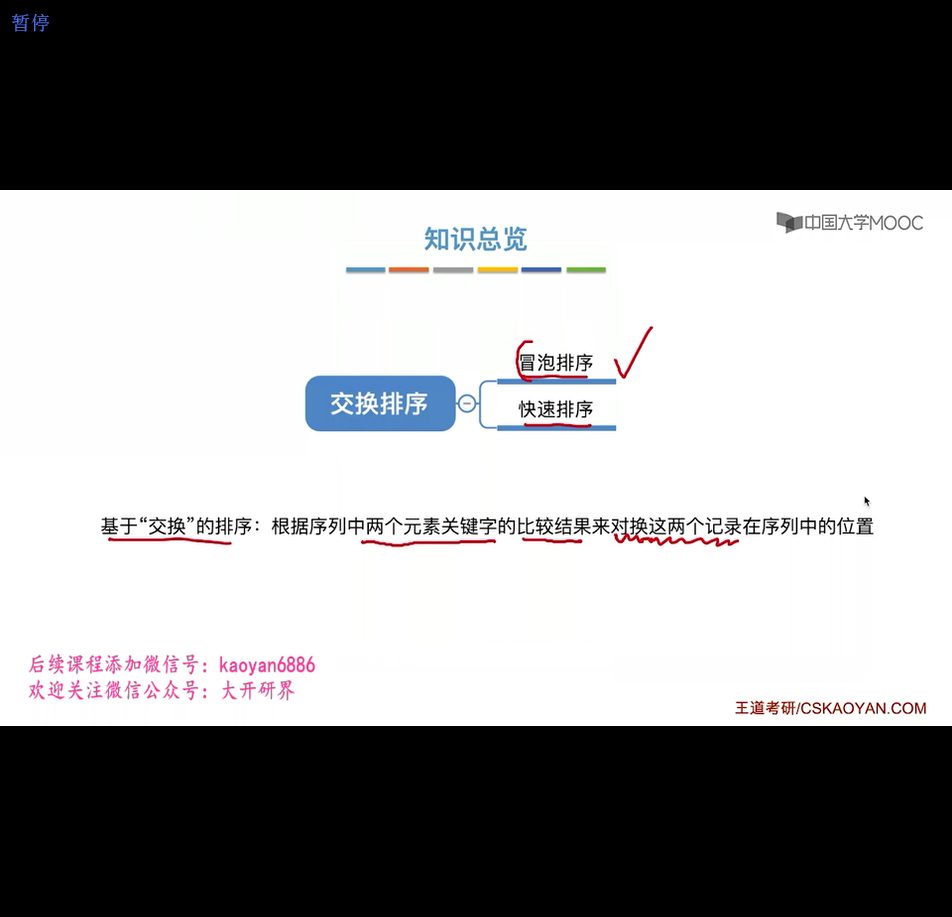 暂停
中国大学MOOC
知识总览
冒泡排序
交换排序
快速排序
基于“交换”的排序：根据序列中两个元素关键字的比较结果来对换这两个记录在序列中的位置
后续课程添加微信号：kaoyan6886
欢迎关注微信公众号：大开研界
王道考研/CSKAOYAN.COM